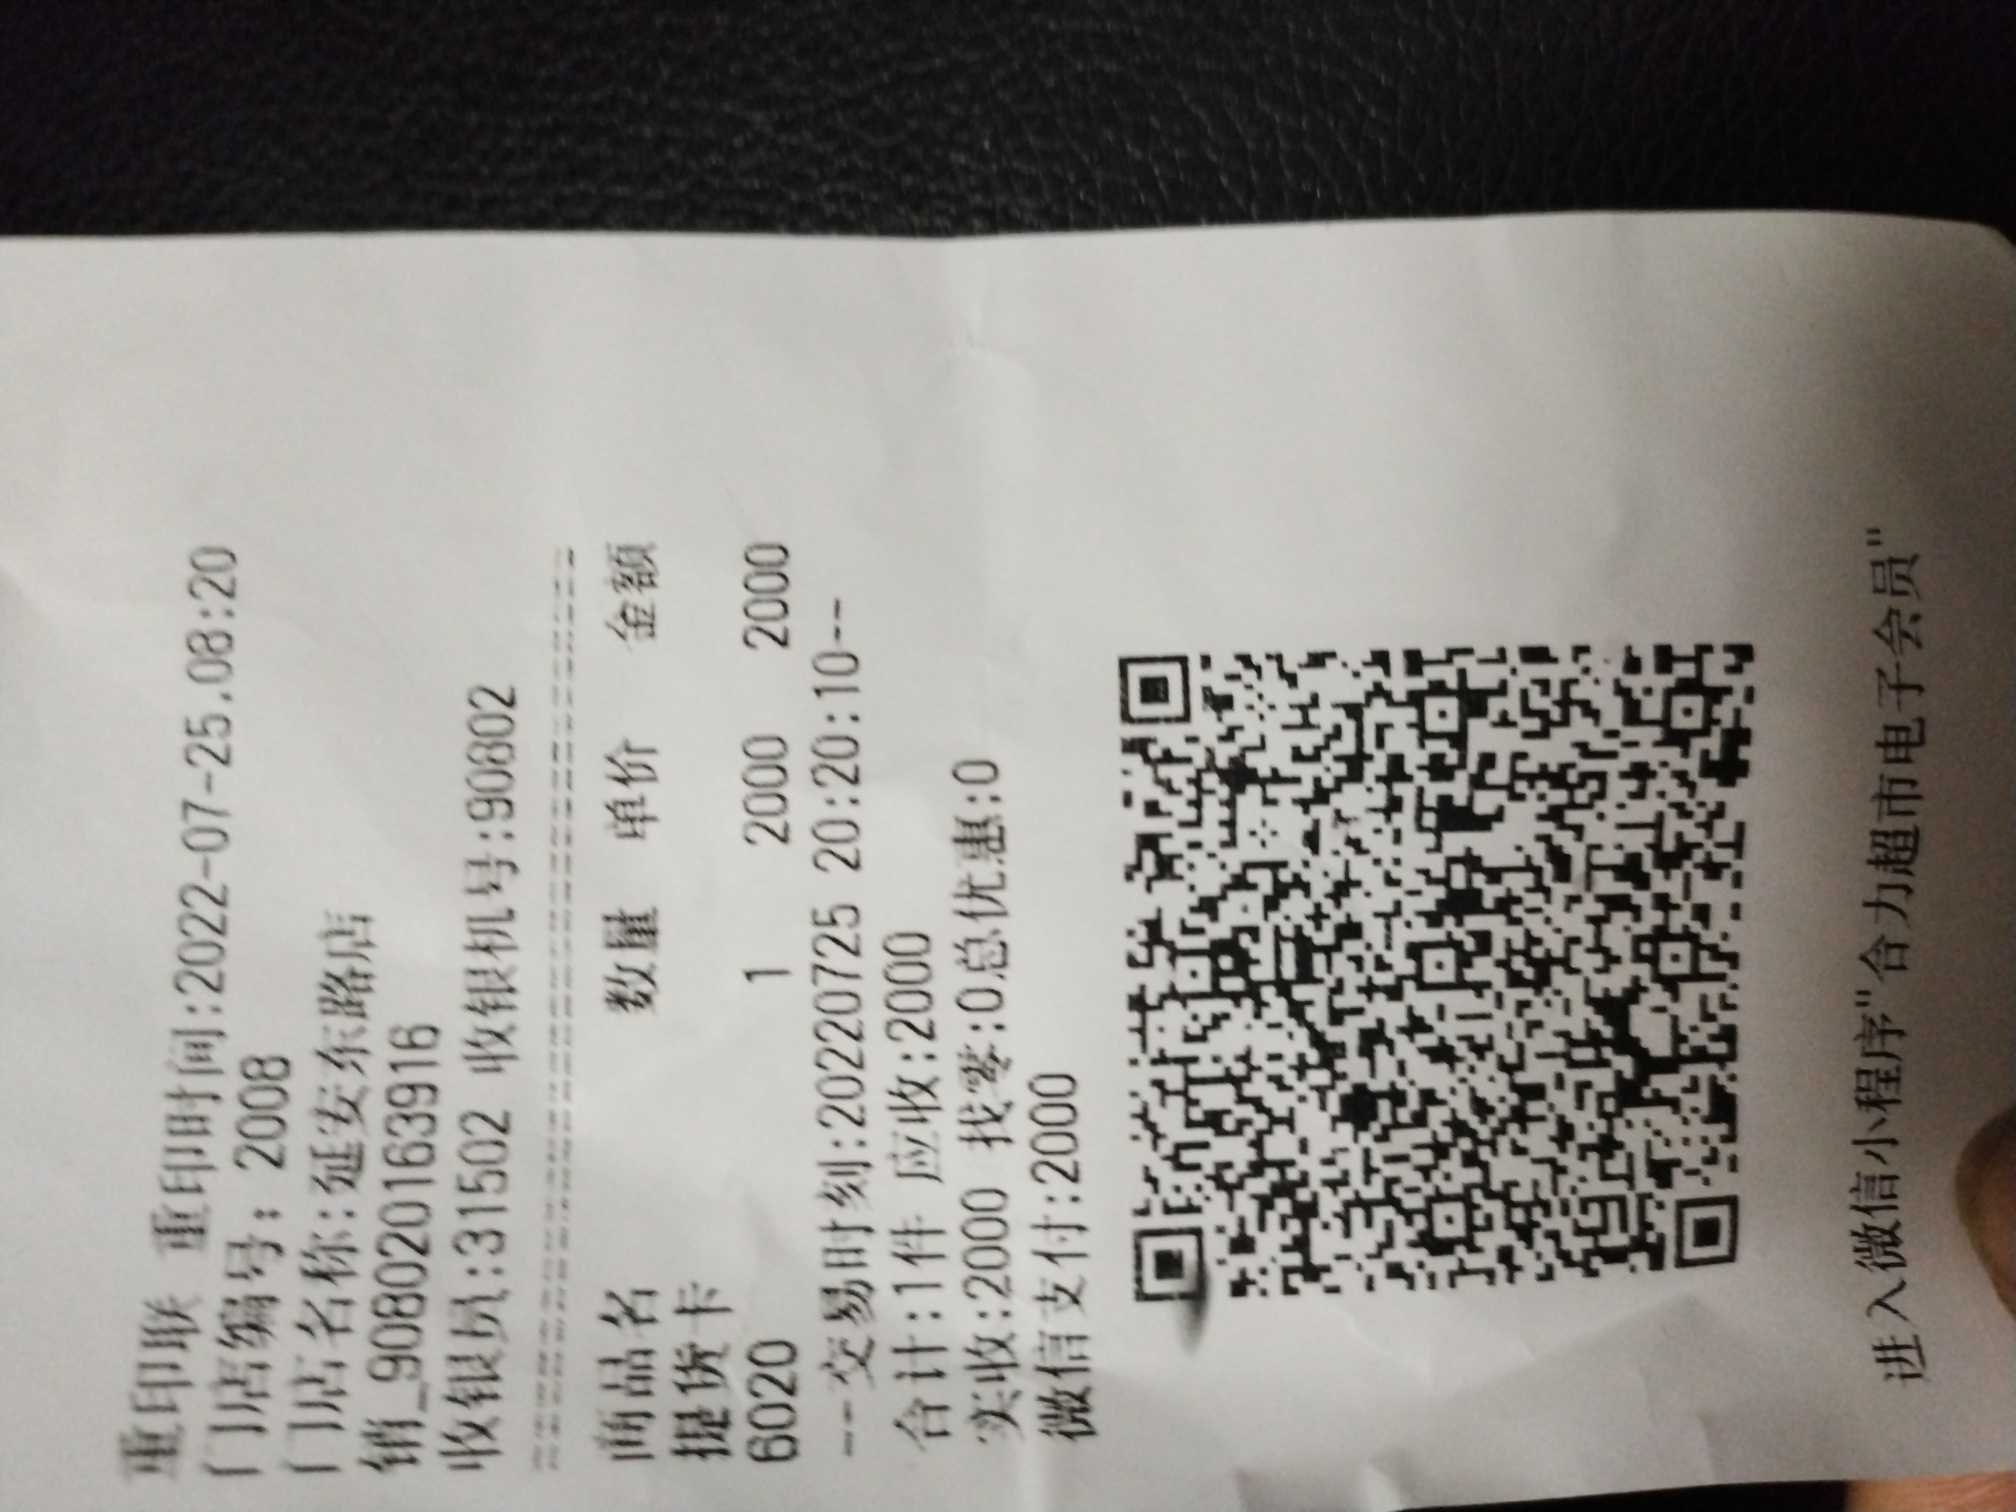 重印联 重印时间:2022-07-25.08:20
门店编号: 2008
门店名称:延安东路店
销_9080201639​16
收银员:31502 收银机号:90802
商品名 数量 单价 金额
提货卡
6020 1 2000 2000
---交易时刻:20220725 20:20:10--
合计:1件 应收:2000
实收:2000 找零:0总优惠:0
微信支付:2000
进入微信小程序"合力超市电子会员"